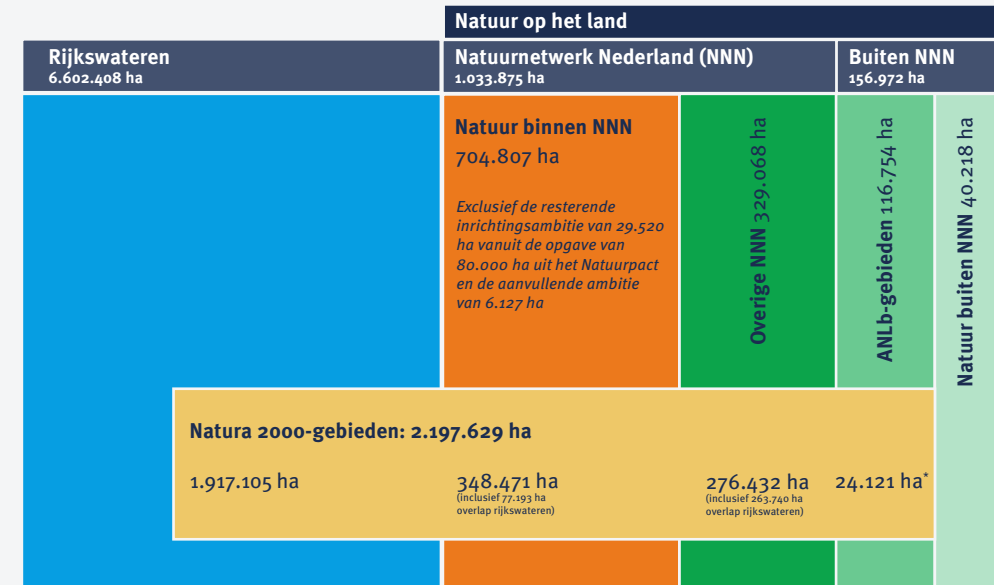 Natuur op het land
Rijkswateren
6.602.408 ha
Natuurnetwerk Nederland (NNN)
1.033.875 ha
Buiten NNN
156.972 ha
Natuur binnen NNN
704.807 ha
Exclusief de resterende
inrichtingsambitie van 29.520
ha vanuit de opgave van
80.000 ha uit het Natuurpact
en de aanvullende ambitie
van 6.127 ha
Overige NNN 329.068 ha
ANLb-gebieden 116.754 ha
Natuur buiten NNN 40.218 ha
Natura 2000-gebieden: 2.197.629 ha
1.917.105 ha
348.471 ha
(inclusief 77.193 ha
overlap rijkswateren)
276.432 ha
(inclusief 263.740 ha
overlap rijkswateren)
24.121 ha*